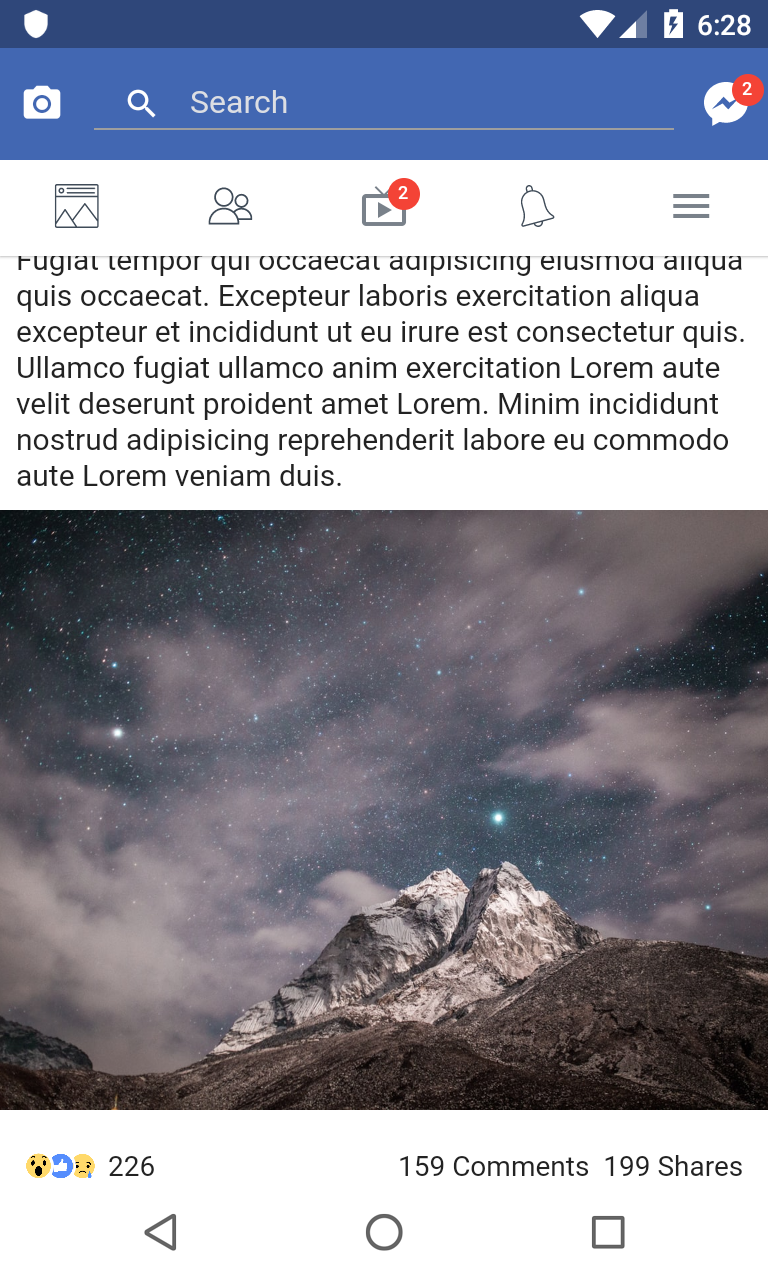 6:28
Search
2
2
Fugiat tempor qui occaecat adipisicing eiusmod aliqua
quis occaecat. Excepteur laboris exercitation aliqua
excepteur et incididunt ut eu irure est consectetur quis.
Ullamco fugiat ullamco anim exercitation Lorem aute
velit deserunt proident amet Lorem. Minim incididunt
nostrud adipisicing reprehenderit labore eu commodo
aute Lorem veniam duis.
226 159 Comments 199 Shares